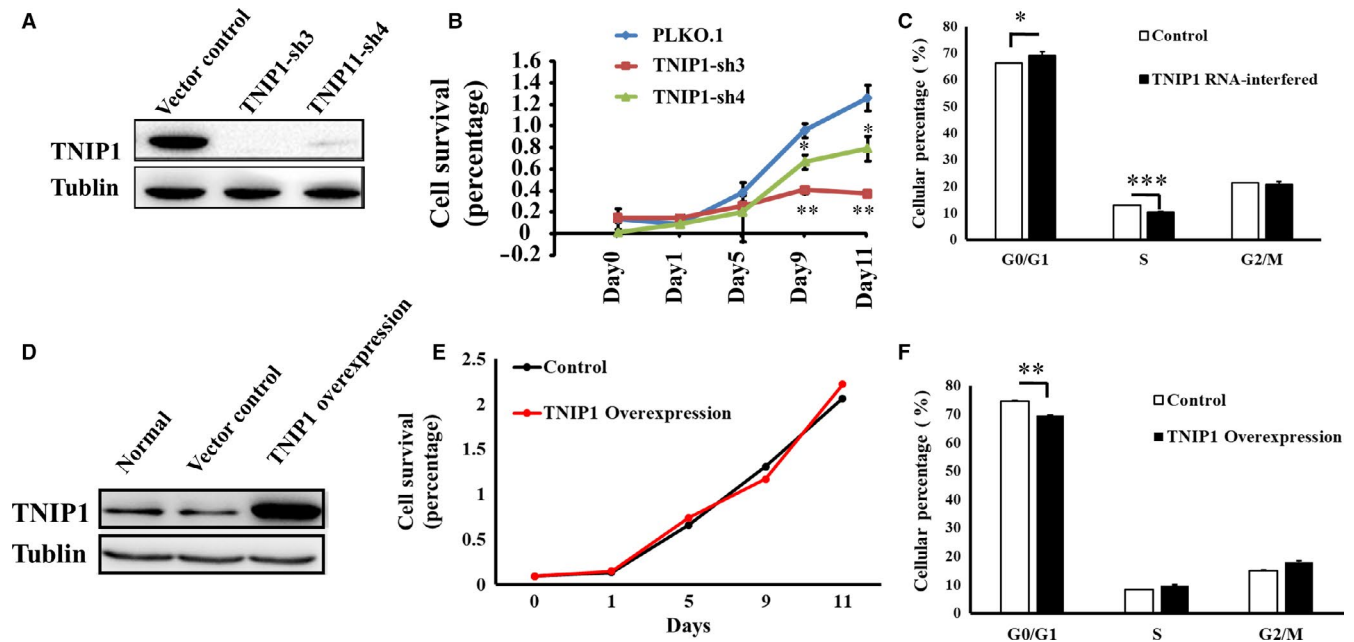 A
Vector control
TNIP1-sh3
TNIP11-sh4
TNIP1
Tublin
B
PLKO.1
TNIP1-sh3
TNIP1-sh4
Cell survival
(percentage)
1.6
1.4
1.2
1.0
0.8
0.6
0.4
0.2
0
-0.2
*
*
**
**
Day0
Day1
Day5
Day9
Day11
C
Control
TNIP1 RNA-interfered
Cellular percentage ( %)
80
70
60
50
40
30
20
10
0
*
***
G0/G1
S
G2/M
D
Normal
Vector control
TNIP1 overexpression
TNIP1
Tublin
E
Control
TNIP1 Overexpression
Cell survival
(percentage)
2.5
2
1.5
1
0.5
0
0
1
5
9
11
Days
F
Control
TNIP1 Overexpression
Cellular percentage ( %)
80
70
60
50
40
30
20
10
0
**
G0/G1
S
G2/M